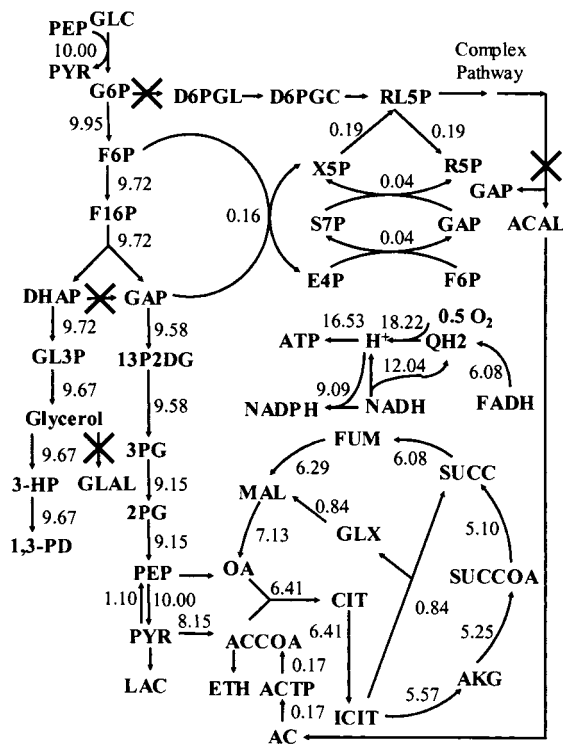 PEP GLC
10.00
PYR
Complex
Pathway
G6P D6PGL D6PGC RL5P
9.95
0.19 0.19
F6P X5P R5P
9.72
0.04
GAP
F16P
0.16
S7P GAP ACAL
9.72
0.04
E4P F6P
DHAP GAP
9.72 9.58
16.53 18.22 0.5 O2
ATP H+ QH2
GL3P 13P2DG
12.04
9.09 6.08
9.67
NADPH NADH FADH
Glycerol 9.58
FUM
6.08
9.67 3PG
6.29
SUCC
3-HP GLAL 9.15
MAL 0.84
2PG
GLX
9.67
7.13
5.10
1,3-PD 9.15
PEP OA
SUCCOA
6.41 CIT
1.10 10.00
0.84
8.15
6.41
PYR ACCOA
5.25
0.17
AKG
LAC ETH ACTP
5.57
0.17 ICIT
AC